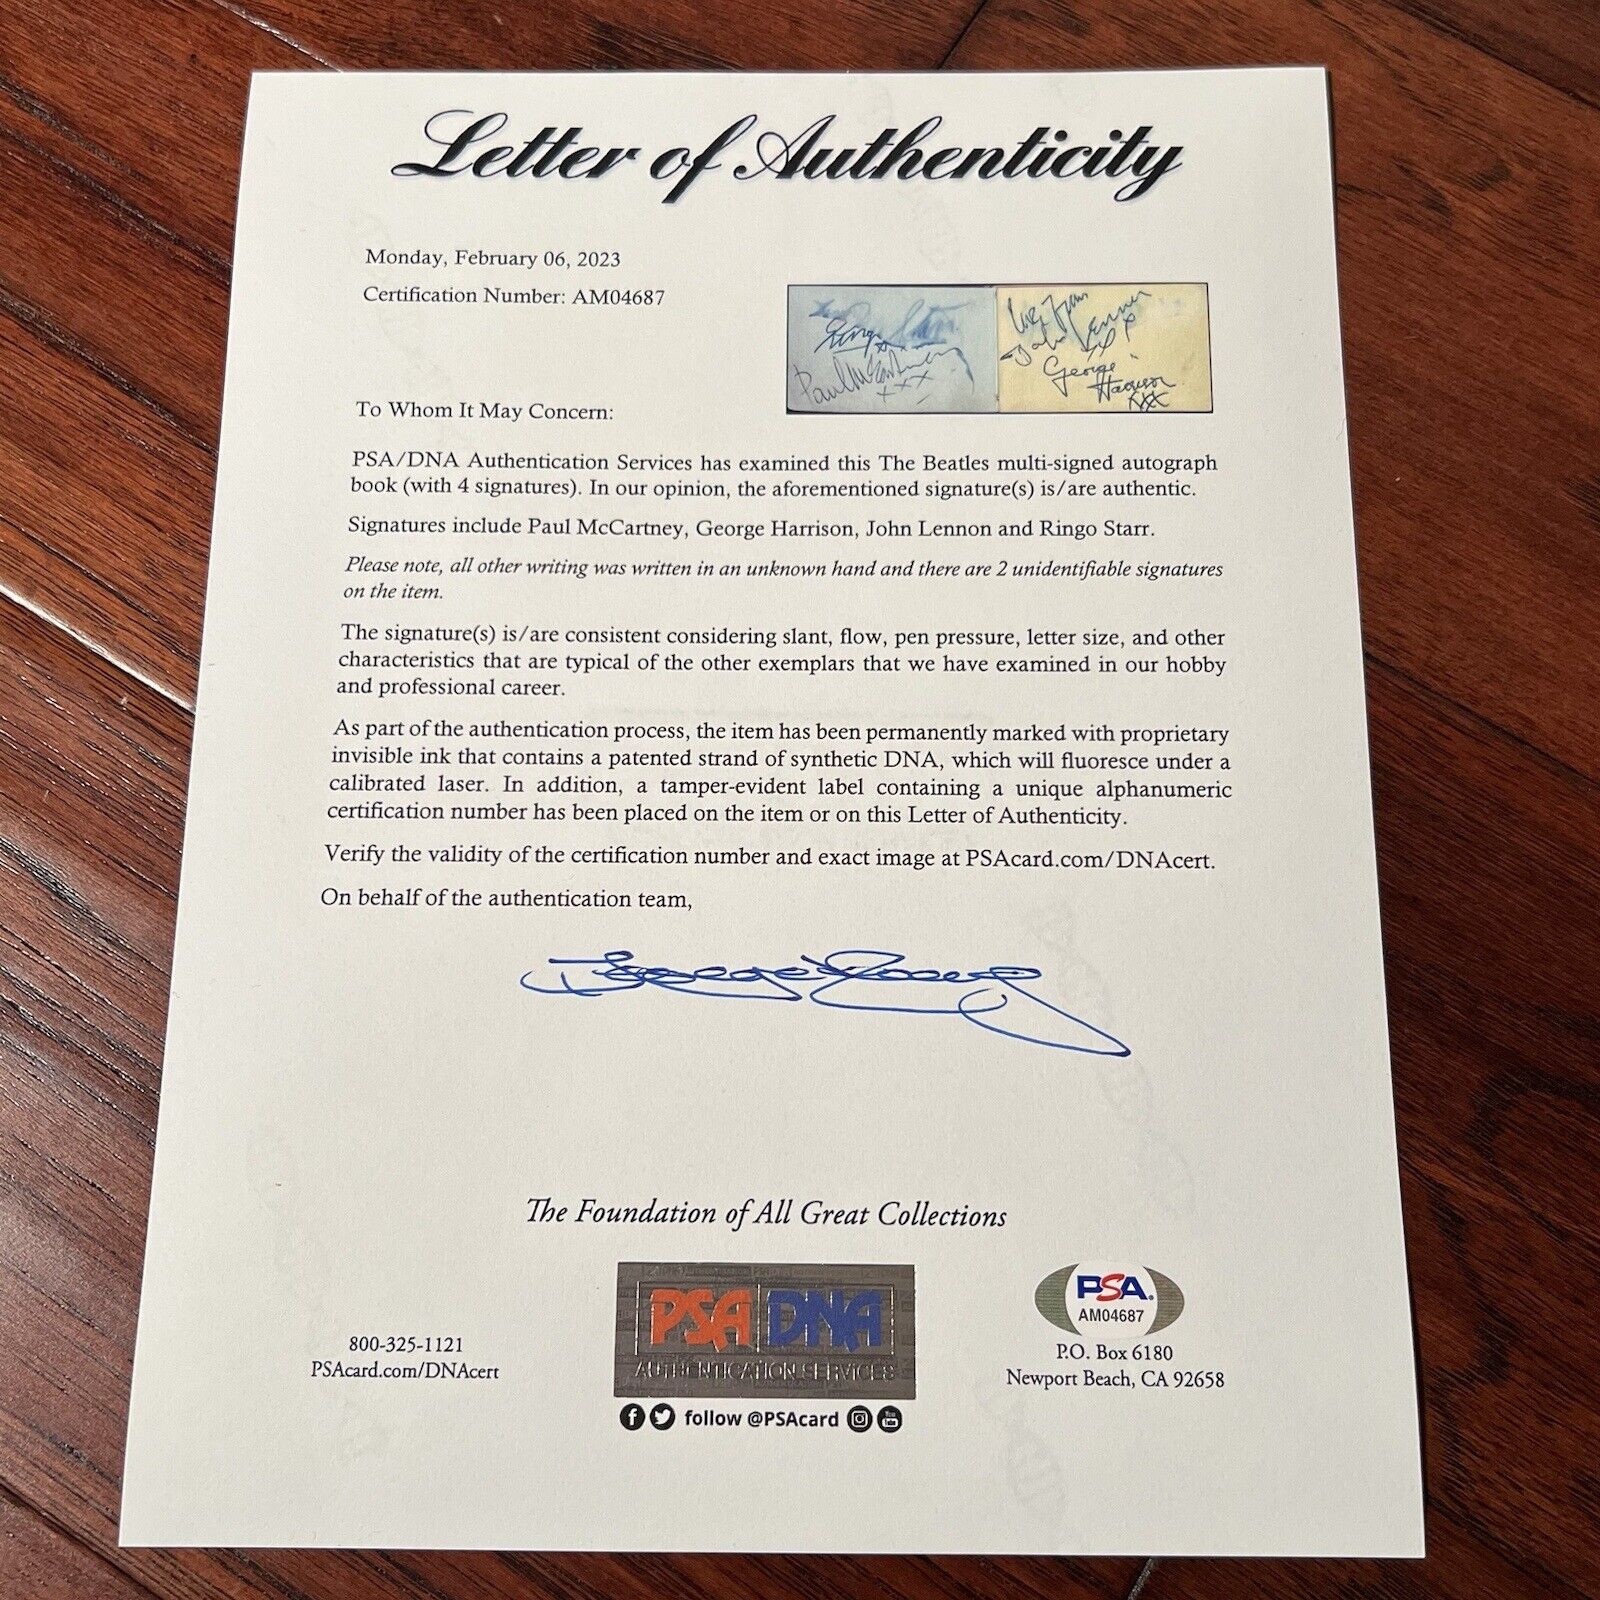 Letter of Authenticity
Monday, February 06, 2023
Certification Number: AM04687
Ringo Starr
Paul McCartney
xxx
John Lennon
George
Harrison
xxx
To Whom It May Concern:
PSA/DNA Authentication Services has examined this The Beatles multi-signed autograph
book (with 4 signatures). In our opinion, the aforementioned signature(s) is/are authentic.
Signatures include Paul McCartney, George Harrison, John Lennon and Ringo Starr.
Please note, all other writing was written in an unknown hand and there are 2 unidentifiable signatures
on the item.
The signature(s) is/are consistent considering slant, flow, pen pressure, letter size, and other
characteristics that are typical of the other exemplars that we have examined in our hobby
and professional career.
As part of the authentication process, the item has been permanently marked with proprietary
invisible ink that contains a patented strand of synthetic DNA, which will fluoresce under a
calibrated laser. In addition, a tamper-evident label containing a unique alphanumeric
certification number has been placed on the item or on this Letter of Authenticity.
Verify the validity of the certification number and exact image at PSAcard.com/DNAcert.
On behalf of the authentication team,
The Foundation of All Great Collections
800-325-1121
PSAcard.com/DNAcert
PSA DNA
AUTHENTICATION SERVICES
follow @PSAcard
PSA
AM04687
P.O. Box 6180
Newport Beach, CA 92658